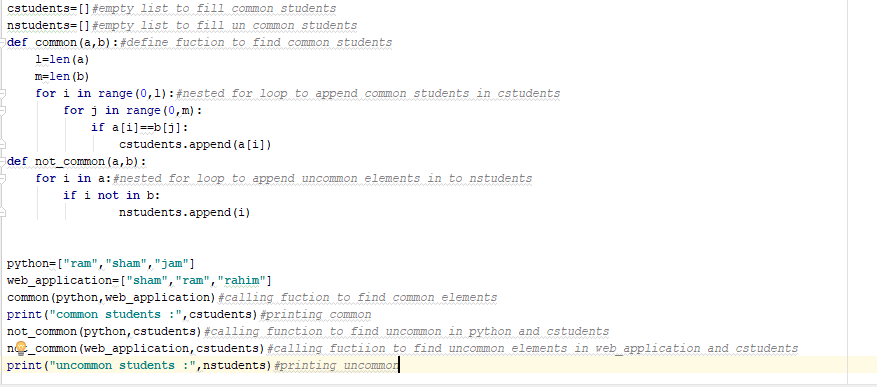 cstudents=[]#empty list to fill common students
nstudents=[]#empty list to fill un common students
def common(a,b):#define fuction to find common students
    l=len(a)
    m=len(b)
    for i in range(0,l):#nested for loop to append common students in cstudents
        for j in range(0,m):
            if a[i]==b[j]:
                cstudents.append(a[i])
def not_common(a,b):
    for i in a:#nested for loop to append uncommon elements in to nstudents
        if i not in b:
                nstudents.append(i)
python=["ram","sham","jam"]
web_application=["sham","ram","rahim"]
common(python,web_application)#calling fuction to find common elements
print("common students :",cstudents)#printing common
not_common(python,cstudents)#calling function to find uncommon in python and cstudents
not_common(web_application,cstudents)#calling fuctiion to find uncommon elements in web_application and cstudents
print("uncommon students :",nstudents)#printing uncommon